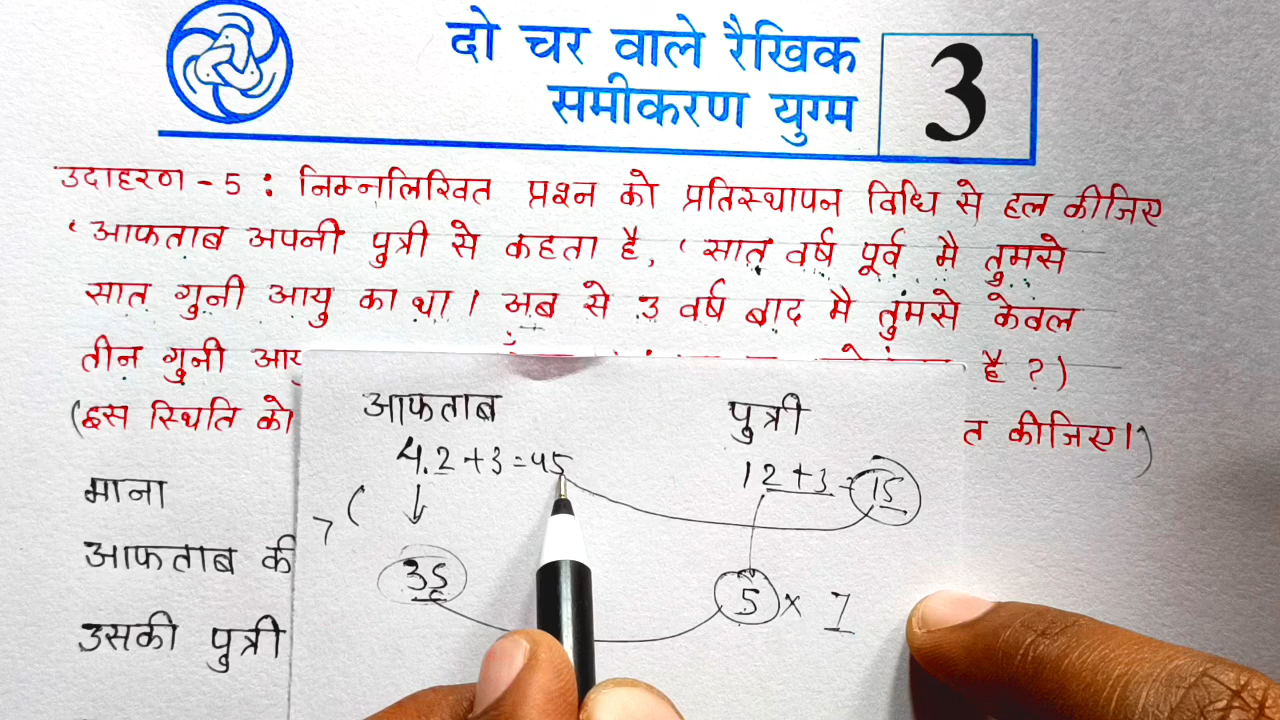 दो चर वाले रैखिक
समीकरण युग्म
3
उदाहरण - 5 : निम्नलिखित प्रश्न को प्रतिस्थापन विधि से हल कीजिए
'आफताब अपनी पुत्री से कहता है, 'सात वर्ष पूर्व मै तुमसे
सात गुनी आयु का था। अब से 3 वर्ष बाद मै तुमसे केवल
तीन गुनी आयु है ?)
(इस स्थिति को त कीजिए।)
आफताब पुत्री
42+3=45 12+3=15
35 5 x 7
माना
आफताब की
उसकी पुत्री